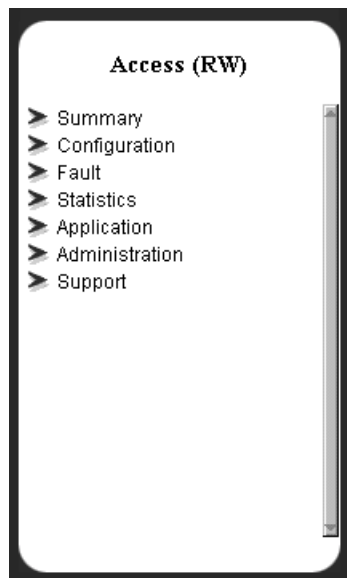 Access (RW)
Summary
Configuration
Fault
Statistics
Application
Administration
Support